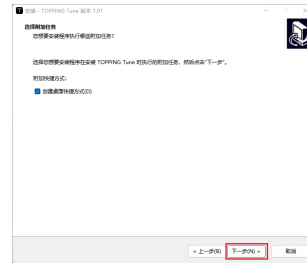 安装 - TOPPING Tune 版本 1.01
选择附加任务
您想要安装程序执行哪些附加任务?
选择您想要安装程序在安装 TOPPING Tune 时执行的附加任务，然后点击“下一步”。
附加快捷方式:
创建桌面快捷方式(D)
< 上一步(B)
下一步(N) >
取消